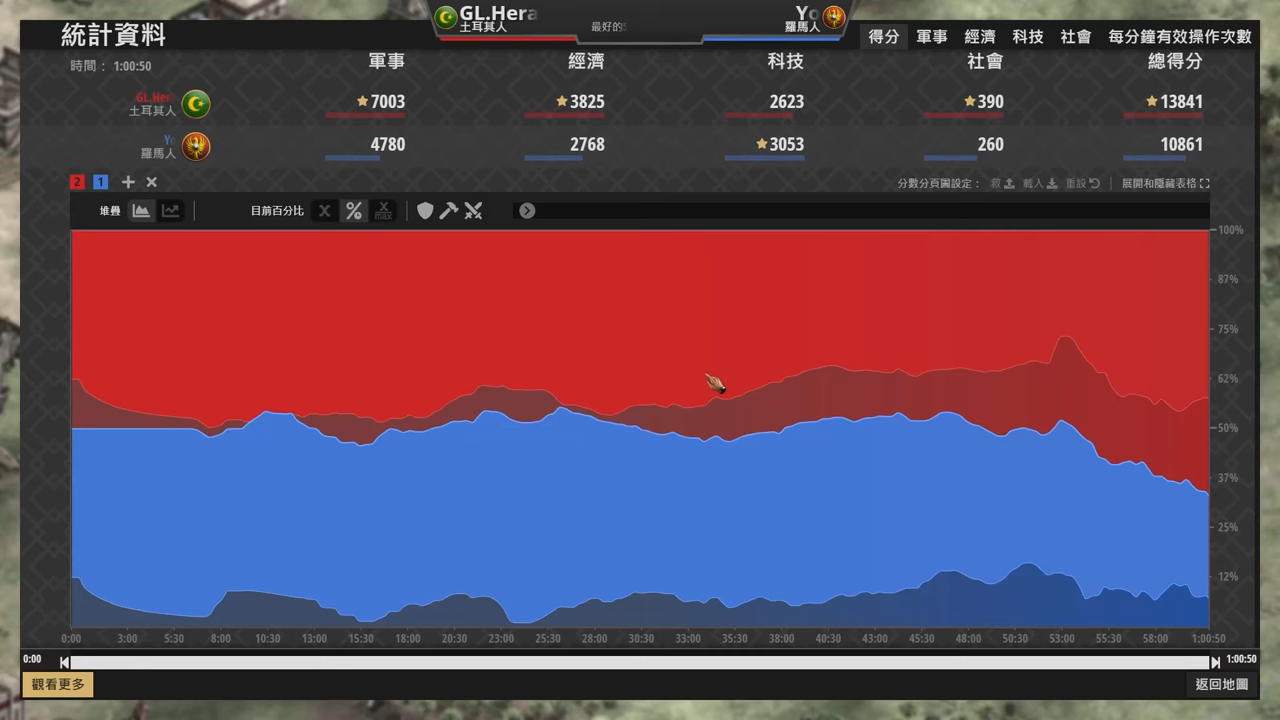 GL.Hera
土耳其人
最好的
Yo
羅馬人
統計資料
得分 軍事 經濟 科技 社會 每分鐘有效操作次數
時間： 1:00:50 軍事 經濟 科技 社會 總得分
GL.Her
土耳其人 7003 3825 2623 390 13841
Yo
羅馬人 4780 2768 3053 260 10861
2 1 分數分頁圖設定： 載入 重設 展開和隱藏表格
堆疊 目前百分比 X % X max
100%
87%
75%
62%
50%
37%
25%
12%
0:00 3:00 5:30 8:00 10:30 13:00 15:30 18:00 20:30 23:00 25:30 28:00 30:30 33:00 35:30 38:00 40:30 43:00 45:30 48:00 50:30 53:00 55:30 58:00 1:00:50
0:00 1:00:50
觀看更多 返回地圖